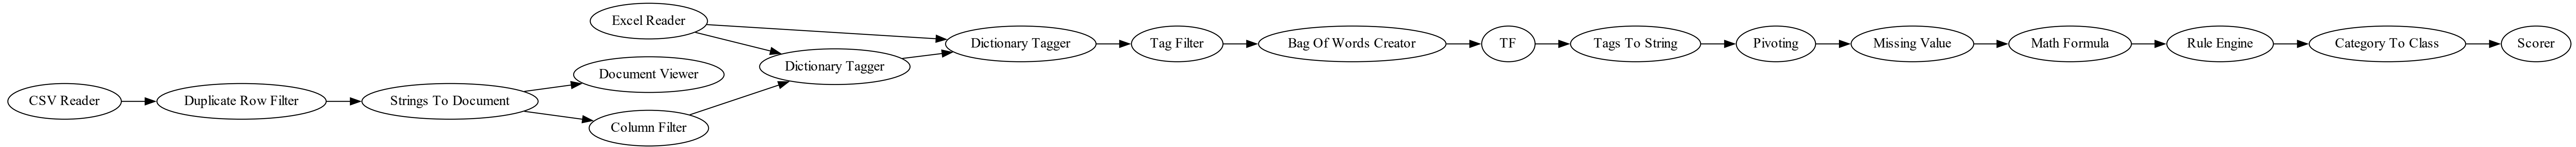 CSV Reader
Duplicate Row Filter
Strings To Document
Document Viewer
Column Filter
Excel Reader
Dictionary Tagger
Dictionary Tagger
Tag Filter
Bag Of Words Creator
TF
Tags To String
Pivoting
Missing Value
Math Formula
Rule Engine
Category To Class
Scorer